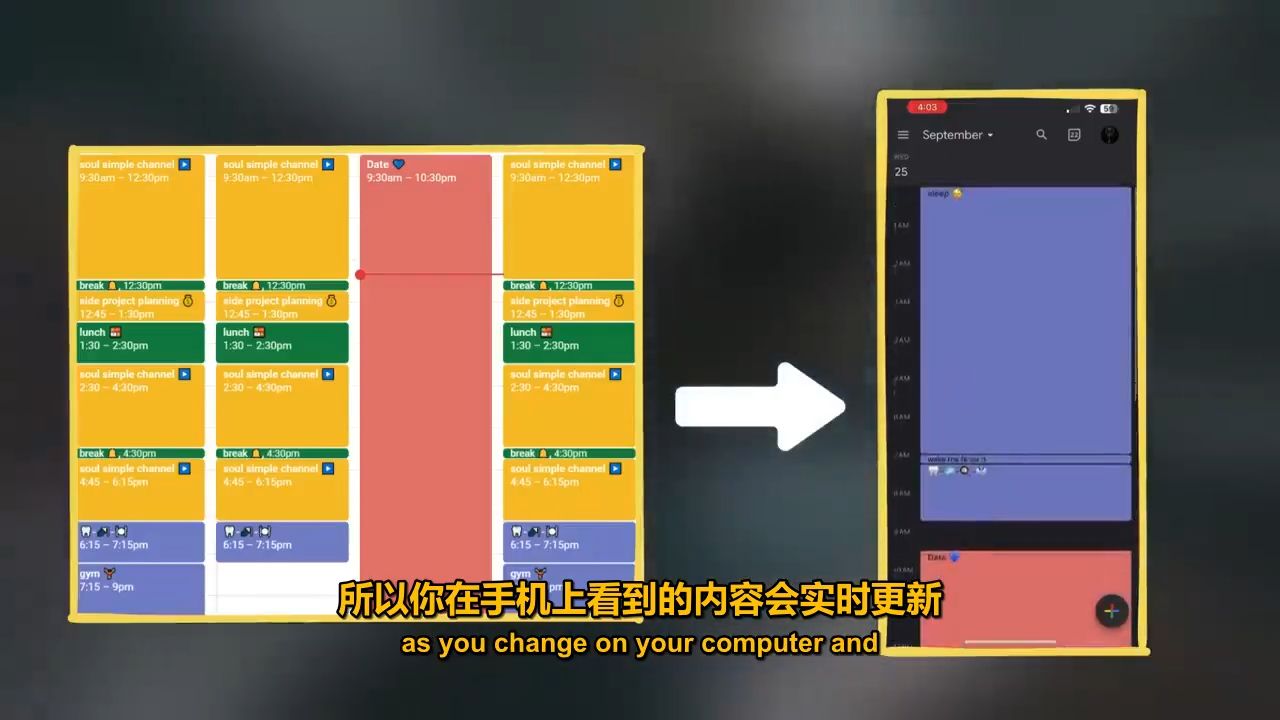 soul simple channel ▶
9:30am – 12:30pm
break 🔔, 12:30pm
side project planning 💰
12:45 – 1:30pm
lunch 🍱
1:30 – 2:30pm
soul simple channel ▶
2:30 – 4:30pm
break 🔔, 4:30pm
soul simple channel ▶
4:45 – 6:15pm
6:15 – 7:15pm
gym
7:15 – 9pm
soul simple channel ▶
9:30am – 12:30pm
break 🔔, 12:30pm
side project planning 💰
12:45 – 1:30pm
lunch 🍱
1:30 – 2:30pm
soul simple channel ▶
2:30 – 4:30pm
break 🔔, 4:30pm
soul simple channel ▶
4:45 – 6:15pm
6:15 – 7:15pm
Date 💙
9:30am – 10:30pm
soul simple channel ▶
9:30am – 12:30pm
break 🔔, 12:30pm
side project planning 💰
12:45 – 1:30pm
lunch 🍱
1:30 – 2:30pm
soul simple channel ▶
2:30 – 4:30pm
break 🔔, 4:30pm
soul simple channel ▶
4:45 – 6:15pm
6:15 – 7:15pm
gym
pm
4:03
59
September
22
WED
25
sleep
Date
所以你在手机上看到的内容会实时更新
as you change on your computer and